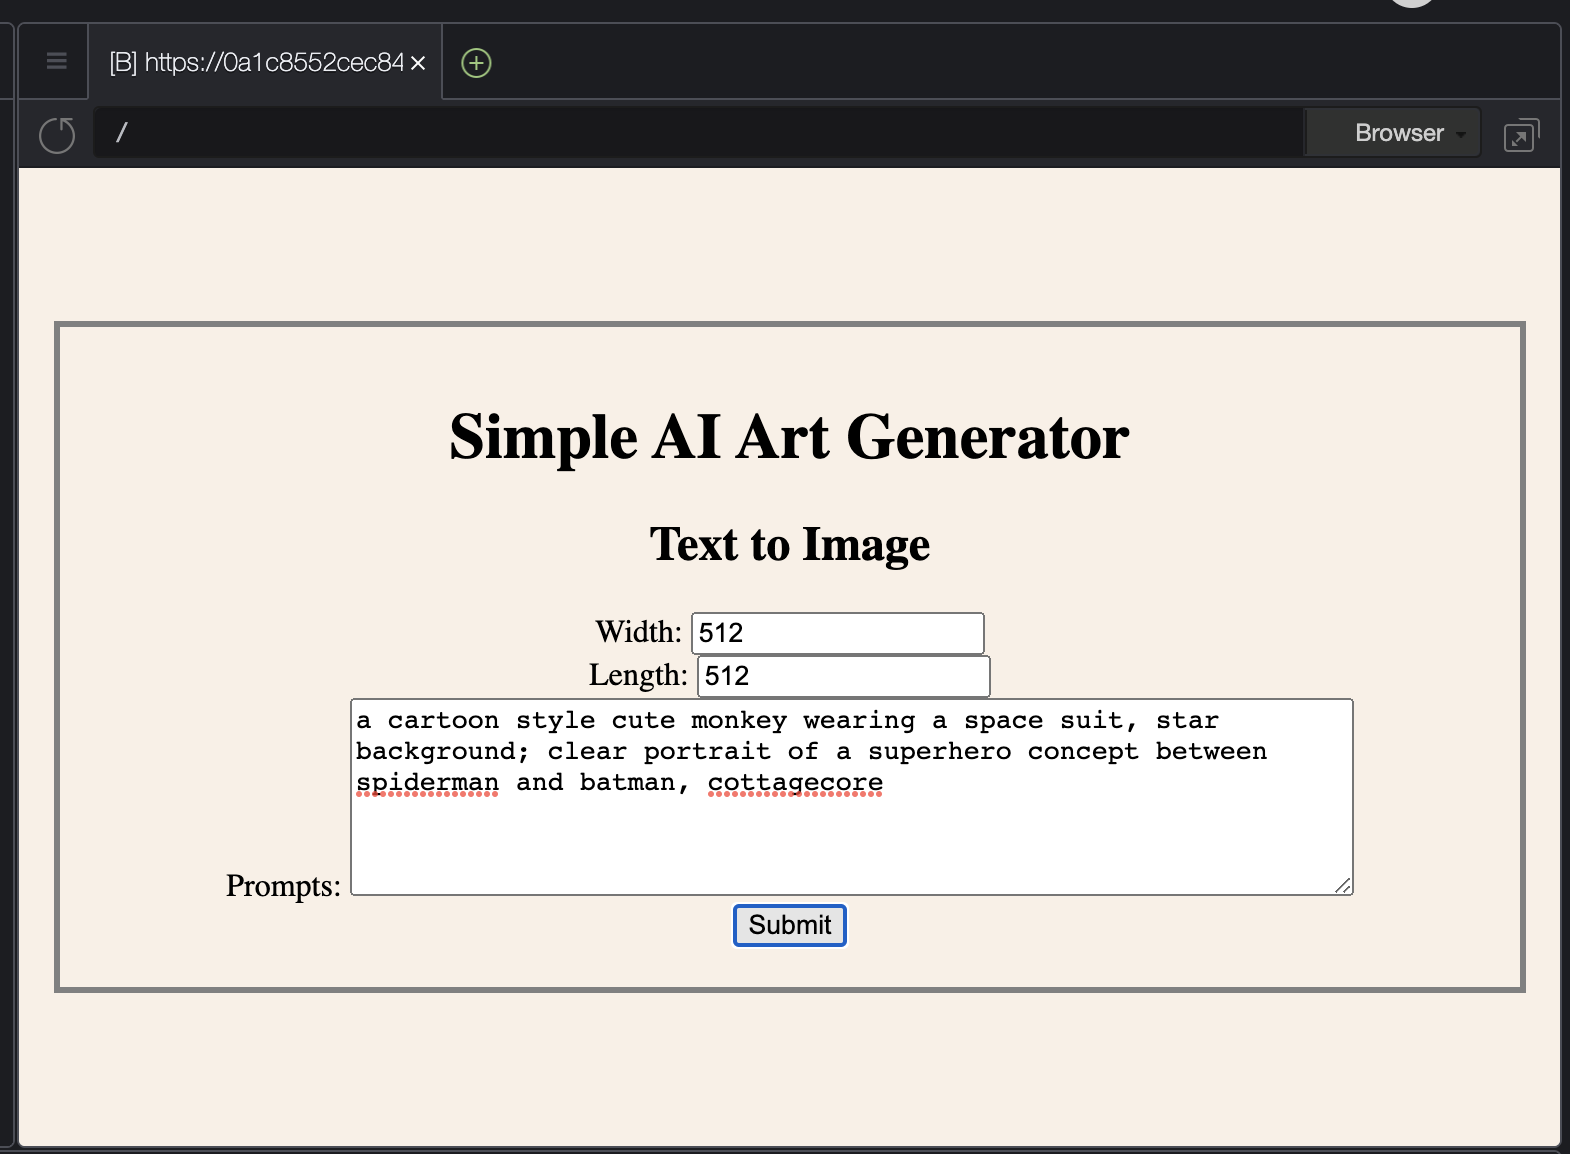 [B] https://0a1c8552cec84
/
Browser
Simple AI Art Generator
Text to Image
Width: 512
Length: 512
a cartoon style cute monkey wearing a space suit, star
background; clear portrait of a superhero concept between
spiderman and batman, cottagecore
Prompts:
Submit